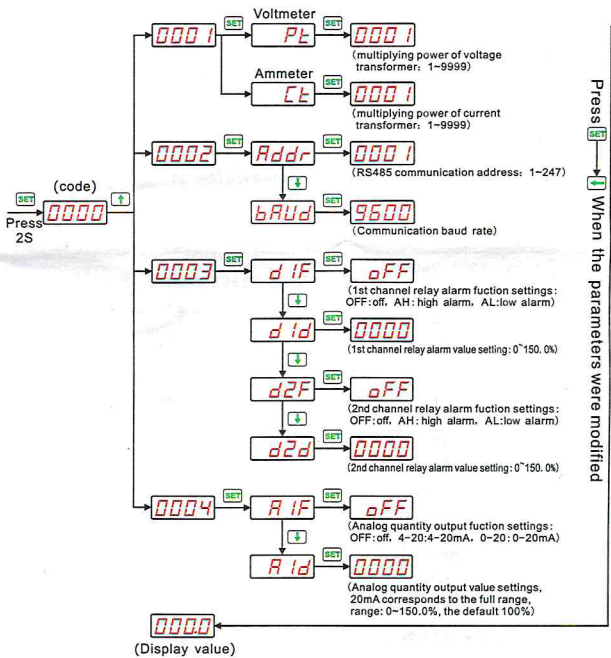 Voltmeter
0001 SET Pt SET 0001
(multiplying power of voltage
transformer: 1~9999)
Ammeter
Ct SET 0001
(multiplying power of current
transformer: 1~9999)
0002 SET Addr SET 0001
(RS485 communication address: 1~247)
bAUd SET 9600
(Communication baud rate)
SET
Press
2S
(code)
0000
0003 SET d1F SET oFF
(1st channel relay alarm fuction settings:
OFF:off, AH: high alarm, AL:low alarm)
d1d SET 0000
(1st channel relay alarm value setting: 0~150.0%)
d2F SET oFF
(2nd channel relay alarm fuction settings:
OFF:off, AH: high alarm, AL:low alarm)
d2d SET 0000
(2nd channel relay alarm value setting: 0~150.0%)
0004 SET A1F SET oFF
(Analog quantity output fuction settings:
OFF:off, 4-20:4-20mA, 0-20:0-20mA)
A1d SET 0000
(Analog quantity output value settings,
20mA corresponds to the full range,
range: 0~150.0%, the default 100%)
000.0
(Display value)
Press SET ← When the parameters were modified